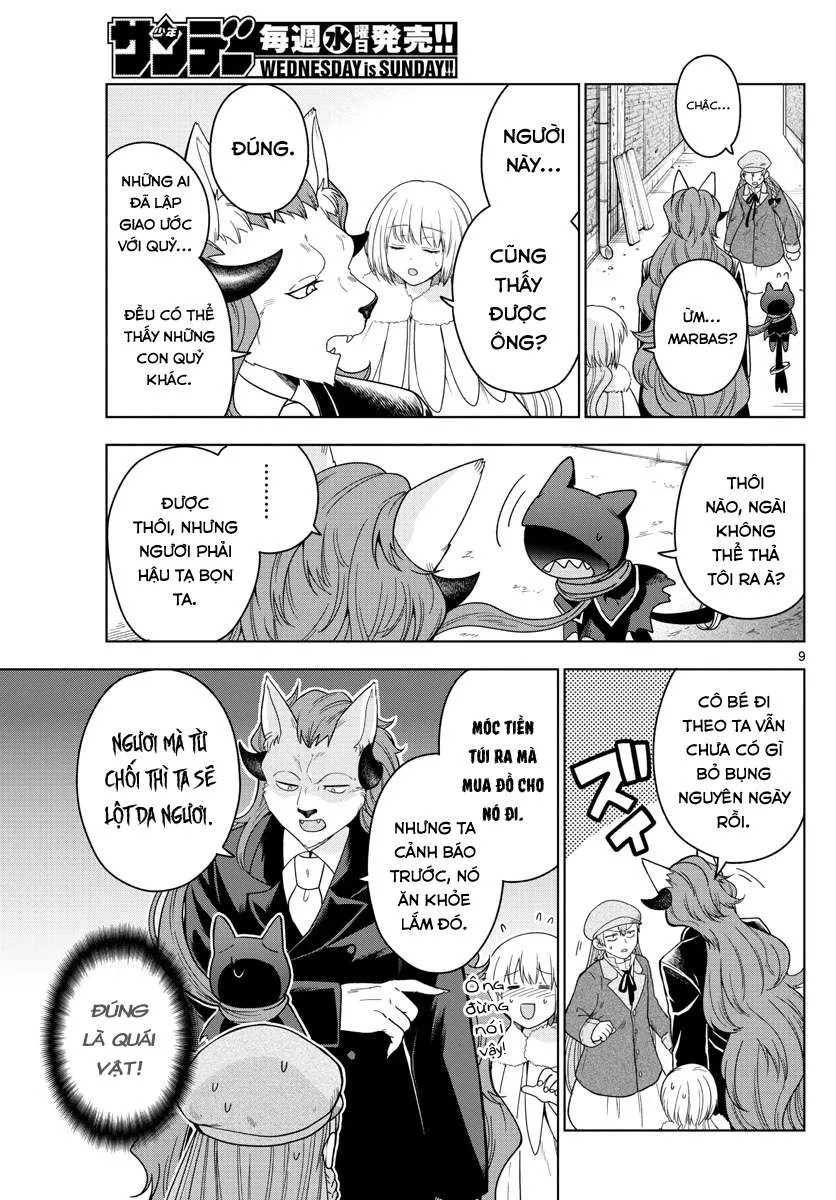 サンデー
少年
毎週水曜日発売!!
WEDNESDAY is SUNDAY!!
CHẬC...
ỪM...
MARBAS?
NGƯỜI
NÀY...
CŨNG
THẤY
ĐƯỢC
ÔNG?
ĐÚNG.
NHỮNG AI
ĐÃ LẬP
GIAO ƯỚC
VỚI QUỶ...
ĐỀU CÓ THỂ
THẤY NHỮNG
CON QUỶ
KHÁC.
THÔI
NÀO, NGÀI
KHÔNG
THỂ THẢ
TÔI RA À?
........
ĐƯỢC
THÔI, NHƯNG
NGƯƠI PHẢI
HẬU TẠ BỌN
TA.
9
CÔ BÉ ĐI
THEO TA VẪN
CHƯA CÓ GÌ
BỎ BỤNG
NGUYÊN NGÀY
RỒI.
ズイ
MÓC TIỀN
TÚI RA MÀ
MUA ĐỒ CHO
NÓ ĐI.
NHƯNG TA
CẢNH BÁO
TRƯỚC, NÓ
ĂN KHỎE
LẮM ĐÓ.
Ông
đừng
nói
vậy!
NGƯƠI MÀ TỪ
CHỐI THÌ TA SẼ
LỘT DA NGƯƠI.
ĐÚNG
LÀ QUÁI
VẬT!